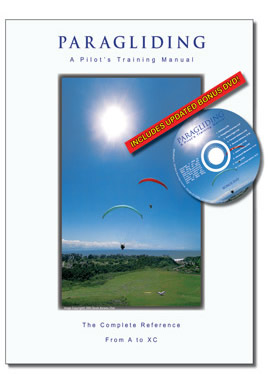 PARAGLIDING
A Pilot's Training Manual
INCLUDES UPDATED BONUS DVD!
PARAGLIDING
The Complete Reference
From A to XC